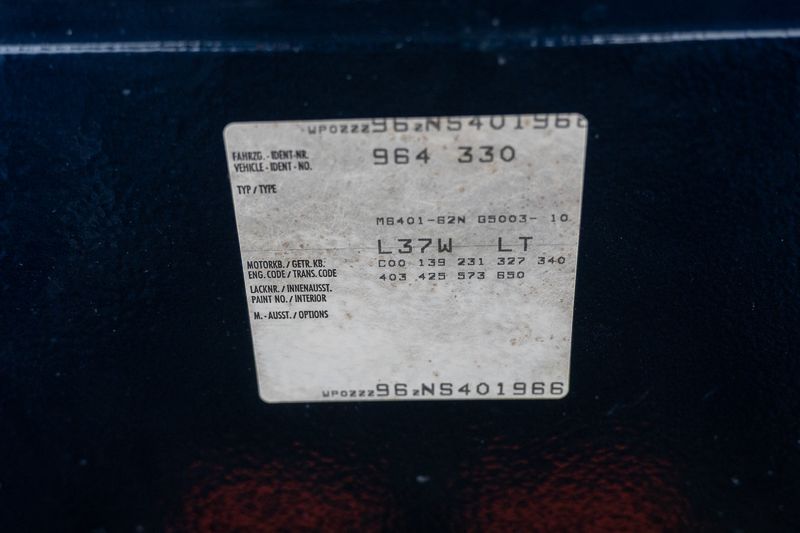 WP0ZZZ96ZNS401966
FAHRZG.-IDENT-NR. 964 330
VEHICLE-IDENT-NO.
TYP / TYPE
M6401-62N G5003- 10
L37W LT
MOTORKB. / GETR.KB. C00 139 231 327 340
ENG. CODE / TRANS. CODE 403 425 573 650
LACKNR. / INNENAUSST.
PAINT NO. / INTERIOR
M.-AUSST. / OPTIONS
WP0ZZZ96ZNS401966